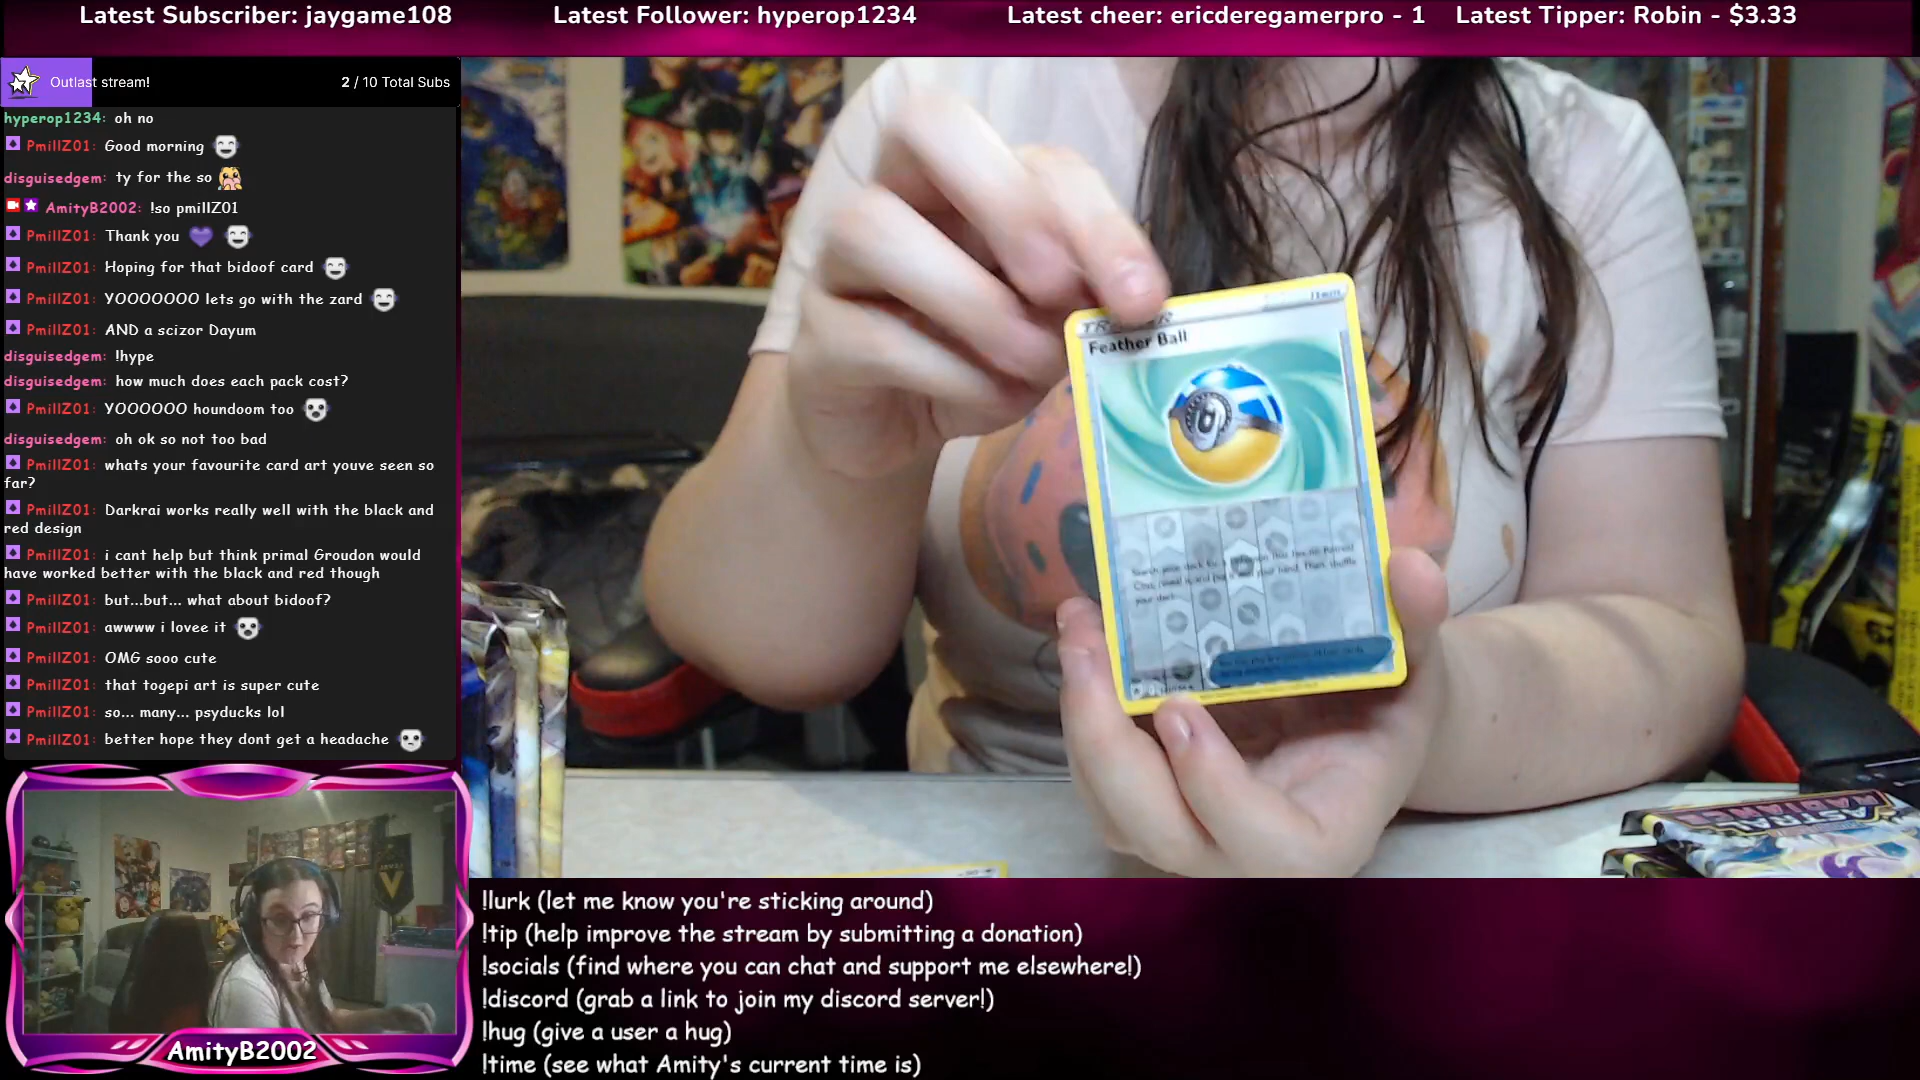 Latest Subscriber: jaygame108
Latest Follower: hyperop1234
Latest cheer: ericderegamerpro - 1
Latest Tipper: Robin - $3.33
Outlast stream!
2 / 10 Total Subs
hyperop1234: oh no
PmillZ01: Good morning
disguisedgem: ty for the so
AmityB2002: !so pmillZ01
PmillZ01: Thank you
PmillZ01: Hoping for that bidoof card
PmillZ01: YOOOOOOO lets go with the zard
PmillZ01: AND a scizor Dayum
disguisedgem: !hype
disguisedgem: how much does each pack cost?
PmillZ01: YOOOOOO houndoom too
disguisedgem: oh ok so not too bad
PmillZ01: whats your favourite card art youve seen so
far?
PmillZ01: Darkrai works really well with the black and
red design
PmillZ01: i cant help but think primal Groudon would
have worked better with the black and red though
PmillZ01: but...but... what about bidoof?
PmillZ01: awwww i lovee it
PmillZ01: OMG sooo cute
PmillZ01: that togepi art is super cute
PmillZ01: so... many... psyducks lol
PmillZ01: better hope they dont get a headache
AmityB2002
Item
Feather Ball
ASTRAL
RADIANCE
!lurk (let me know you're sticking around)
!tip (help improve the stream by submitting a donation)
!socials (find where you can chat and support me elsewhere!)
!discord (grab a link to join my discord server!)
!hug (give a user a hug)
!time (see what Amity's current time is)